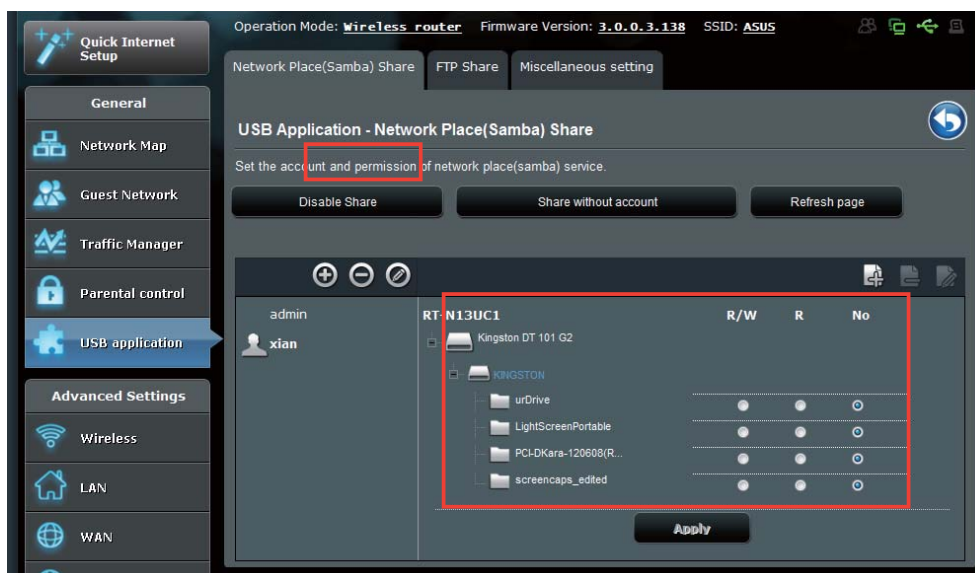 Operation Mode: Wireless router Firmware Version: 3.0.0.3.138 SSID: ASUS
Quick Internet
Setup
Network Place(Samba) Share FTP Share Miscellaneous setting
General
Network Map
Guest Network
Traffic Manager
Parental control
USB application
Advanced Settings
Wireless
LAN
WAN
USB Application - Network Place(Samba) Share
Set the account and permission of network place(samba) service.
Disable Share Share without account Refresh page
admin
xian
RT-N13UC1 R/W R No
Kingston DT 101 G2
KINGSTON
urDrive
LightScreenPortable
PCI-DKara-120608(R...
screencaps_edited
Apply